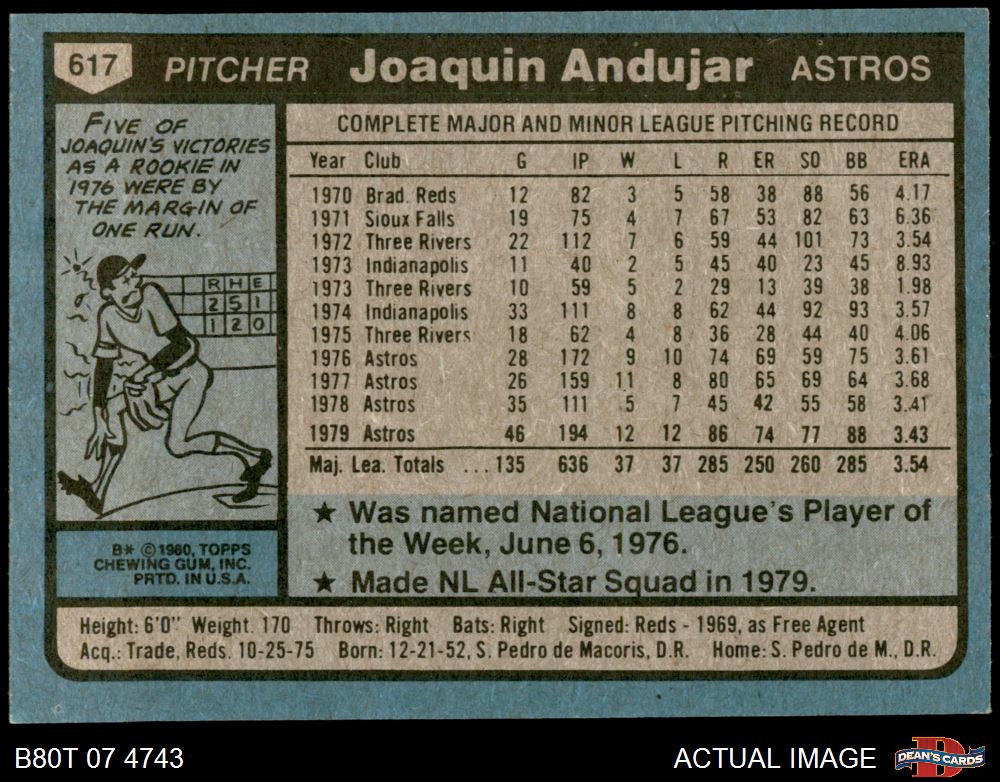 617 PITCHER Joaquin Andujar ASTROS
FIVE OF
JOAQUIN'S VICTORIES
AS A ROOKIE IN
1976 WERE BY
THE MARGIN OF
ONE RUN.
R H E
2 5 1
1 2 0
B* © 1980, TOPPS
CHEWING GUM, INC.
PRTD. IN U.S.A.
COMPLETE MAJOR AND MINOR LEAGUE PITCHING RECORD
Year Club G IP W L R ER SO BB ERA
1970 Brad. Reds 12 82 3 5 58 38 88 56 4.17
1971 Sioux Falls 19 75 4 7 67 53 82 63 6.36
1972 Three Rivers 22 112 7 6 59 44 101 73 3.54
1973 Indianapolis 11 40 2 5 45 40 23 45 8.93
1973 Three Rivers 10 59 5 2 29 13 39 38 1.98
1974 Indianapolis 33 111 8 8 62 44 92 93 3.57
1975 Three Rivers 18 62 4 8 36 28 44 40 4.06
1976 Astros 28 172 9 10 74 69 59 75 3.61
1977 Astros 26 159 11 8 80 65 69 64 3.68
1978 Astros 35 111 5 7 45 42 55 58 3.41
1979 Astros 46 194 12 12 86 74 77 88 3.43
Maj. Lea. Totals ... 135 636 37 37 285 250 260 285 3.54
★ Was named National League's Player of
the Week, June 6, 1976.
★ Made NL All-Star Squad in 1979.
Height: 6'0" Weight. 170 Throws: Right Bats: Right Signed: Reds - 1969, as Free Agent
Acq.: Trade, Reds. 10-25-75 Born: 12-21-52, S. Pedro de Macoris, D.R. Home: S. Pedro de M., D.R.
B80T 07 4743 ACTUAL IMAGE DEAN'S CARDS